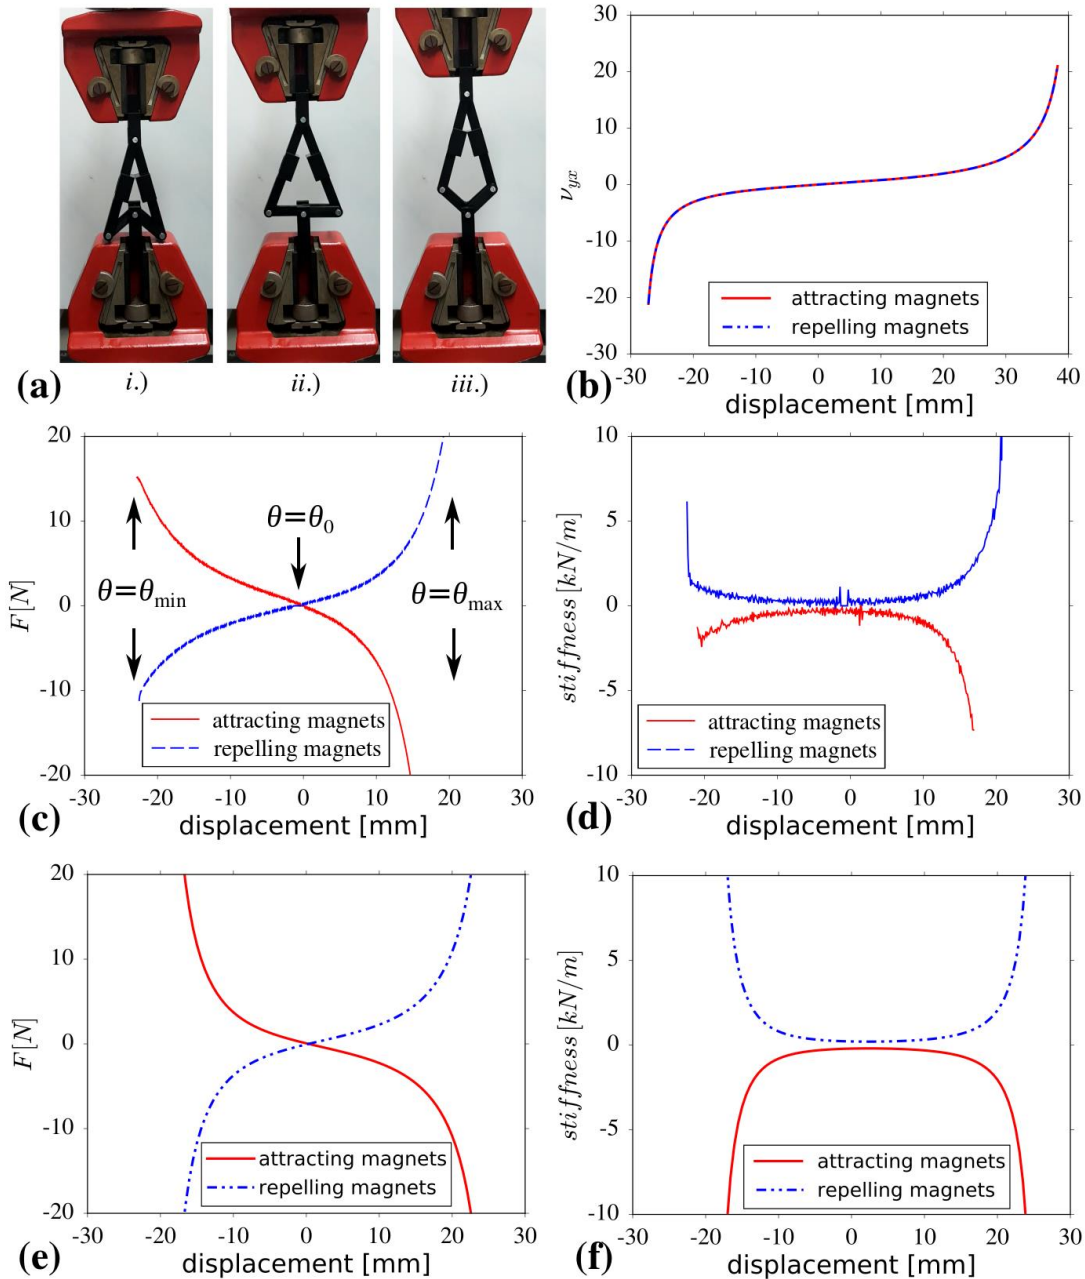 (a)
i.)
ii.)
iii.)
30
20
10
0
-10
-20
-30
ν_yx
attracting magnets
repelling magnets
-30 -20 -10 0 10 20 30 40
displacement [mm]
(b)
20
10
0
-10
-20
F[N]
θ=θ_min
θ=θ_0
θ=θ_max
attracting magnets
repelling magnets
-30 -20 -10 0 10 20 30
displacement [mm]
(c)
10
5
0
-5
-10
stiffness [kN/m]
attracting magnets
repelling magnets
-30 -20 -10 0 10 20 30
displacement [mm]
(d)
20
10
0
-10
-20
F[N]
attracting magnets
repelling magnets
-30 -20 -10 0 10 20 30
displacement [mm]
(e)
10
5
0
-5
-10
stiffness [kN/m]
attracting magnets
repelling magnets
-30 -20 -10 0 10 20 30
displacement [mm]
(f)